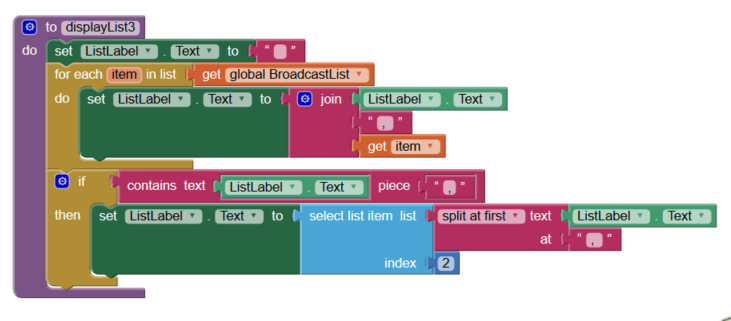 to displayList3
do set ListLabel . Text to " "
for each item in list get global BroadcastList
do set ListLabel . Text to join ListLabel . Text
" , "
get item
if contains text ListLabel . Text piece " , "
then set ListLabel . Text to select list item list split at first text ListLabel . Text
at " , "
index 2